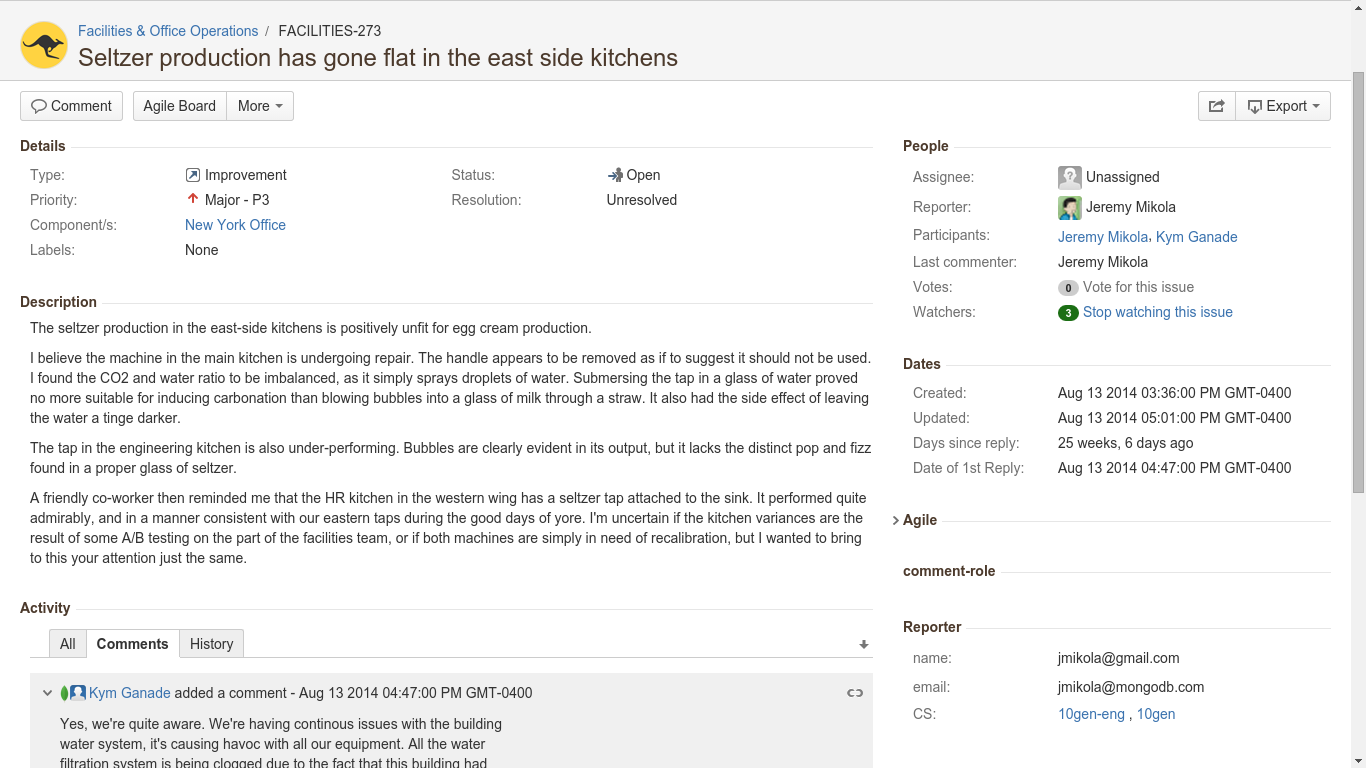 Facilities & Office Operations / FACILITIES-273
Seltzer production has gone flat in the east side kitchens
Comment
Agile Board
More
Export
Details
Type: Improvement
Status: Open
Priority: Major - P3
Resolution: Unresolved
Component/s: New York Office
Labels: None
Description
The seltzer production in the east-side kitchens is positively unfit for egg cream production.
I believe the machine in the main kitchen is undergoing repair. The handle appears to be removed as if to suggest it should not be used.
I found the CO2 and water ratio to be imbalanced, as it simply sprays droplets of water. Submersing the tap in a glass of water proved
no more suitable for inducing carbonation than blowing bubbles into a glass of milk through a straw. It also had the side effect of leaving
the water a tinge darker.
The tap in the engineering kitchen is also under-performing. Bubbles are clearly evident in its output, but it lacks the distinct pop and fizz
found in a proper glass of seltzer.
A friendly co-worker then reminded me that the HR kitchen in the western wing has a seltzer tap attached to the sink. It performed quite
admirably, and in a manner consistent with our eastern taps during the good days of yore. I'm uncertain if the kitchen variances are the
result of some A/B testing on the part of the facilities team, or if both machines are simply in need of recalibration, but I wanted to bring
to this your attention just the same.
Activity
All
Comments
History
Kym Ganade added a comment - Aug 13 2014 04:47:00 PM GMT-0400
Yes, we're quite aware. We're having continous issues with the building
water system, it's causing havoc with all our equipment. All the water
filtration system is being clogged due to the fact that this building had
People
Assignee: Unassigned
Reporter: Jeremy Mikola
Participants: Jeremy Mikola, Kym Ganade
Last commenter: Jeremy Mikola
Votes: 0 Vote for this issue
Watchers: 3 Stop watching this issue
Dates
Created: Aug 13 2014 03:36:00 PM GMT-0400
Updated: Aug 13 2014 05:01:00 PM GMT-0400
Days since reply: 25 weeks, 6 days ago
Date of 1st Reply: Aug 13 2014 04:47:00 PM GMT-0400
Agile
comment-role
Reporter
name: jmikola@gmail.com
email: jmikola@mongodb.com
CS: 10gen-eng , 10gen